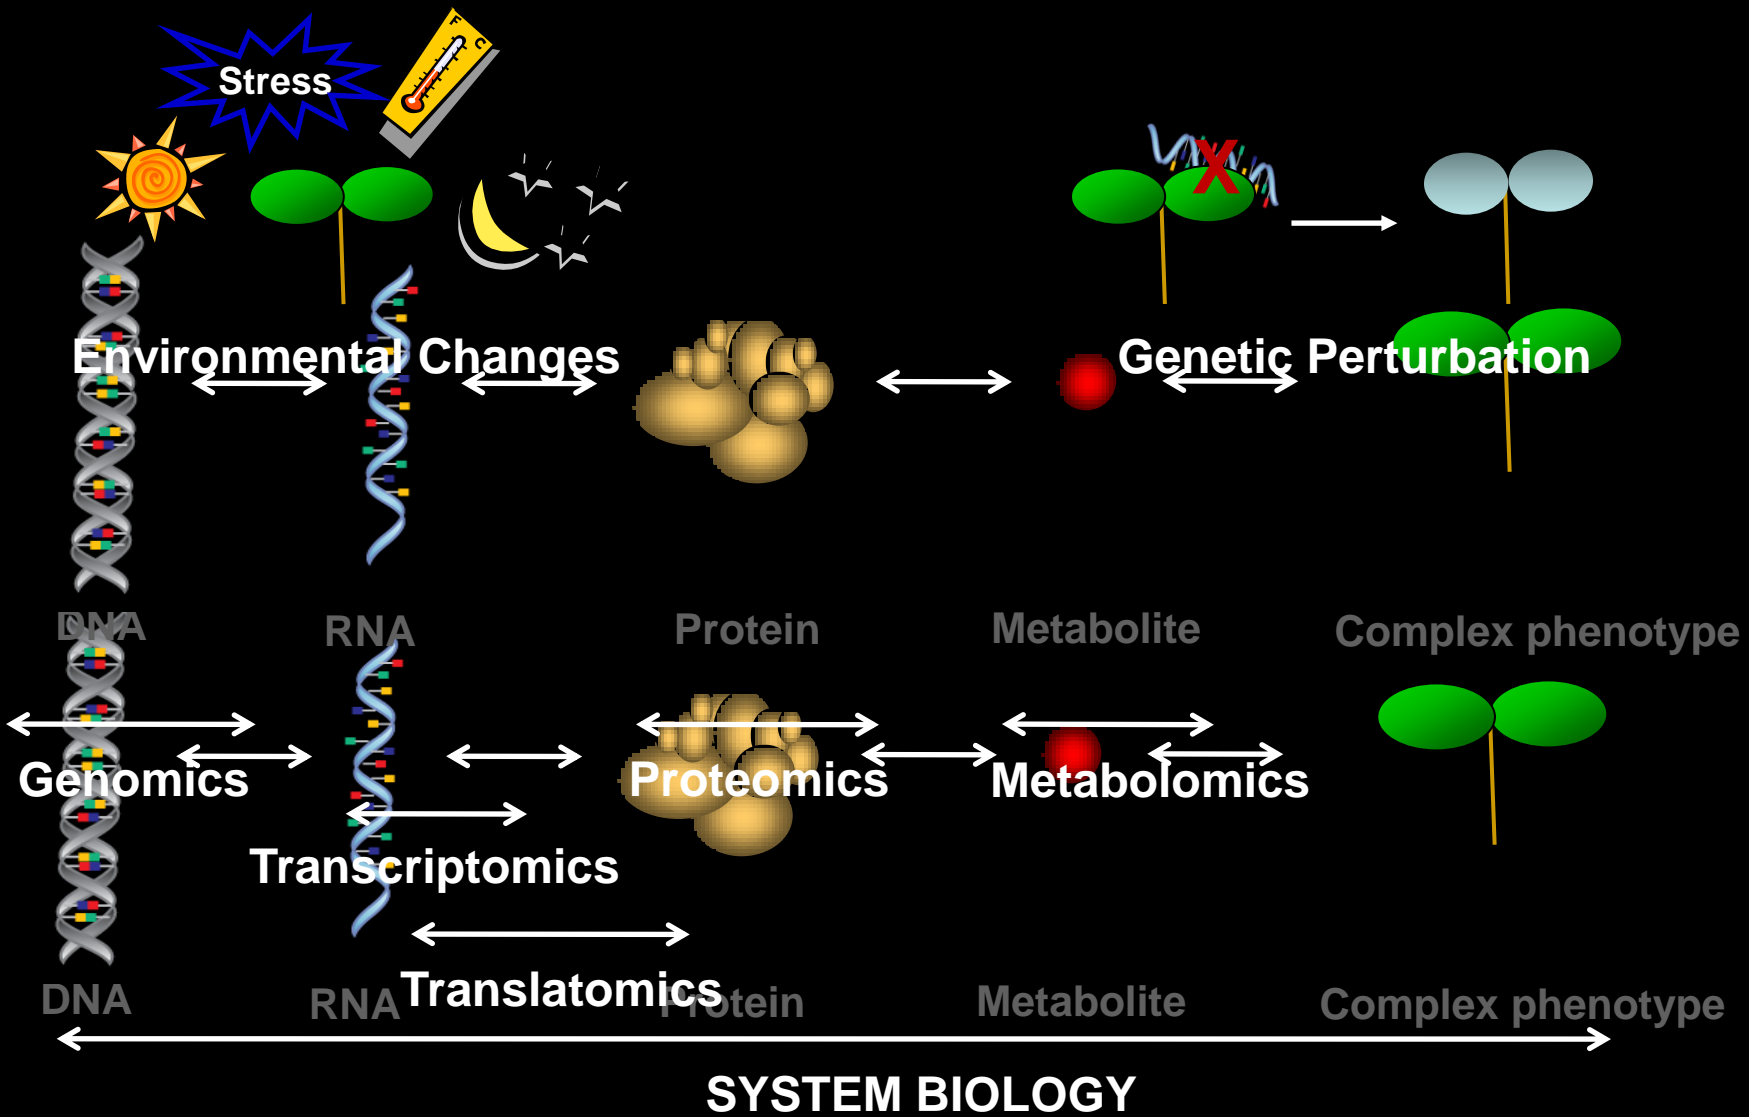 F
C
Stress
X
Environmental Changes
Genetic Perturbation
DNA
RNA
Protein
Metabolite
Complex phenotype
Genomics
Proteomics
Metabolomics
Transcriptomics
Translatomics
DNA
RNA
Protein
Metabolite
Complex phenotype
SYSTEM BIOLOGY